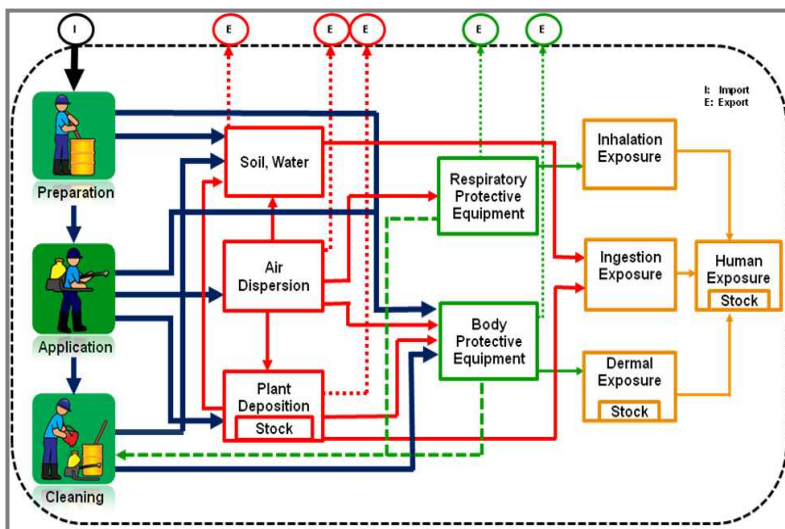 I
E
E
E
E
E
I: Import
E: Export
Preparation
Soil, Water
Respiratory
Protective
Equipment
Inhalation
Exposure
Application
Air
Dispersion
Ingestion
Exposure
Human
Exposure
Stock
Body
Protective
Equipment
Plant
Deposition
Stock
Dermal
Exposure
Stock
Cleaning